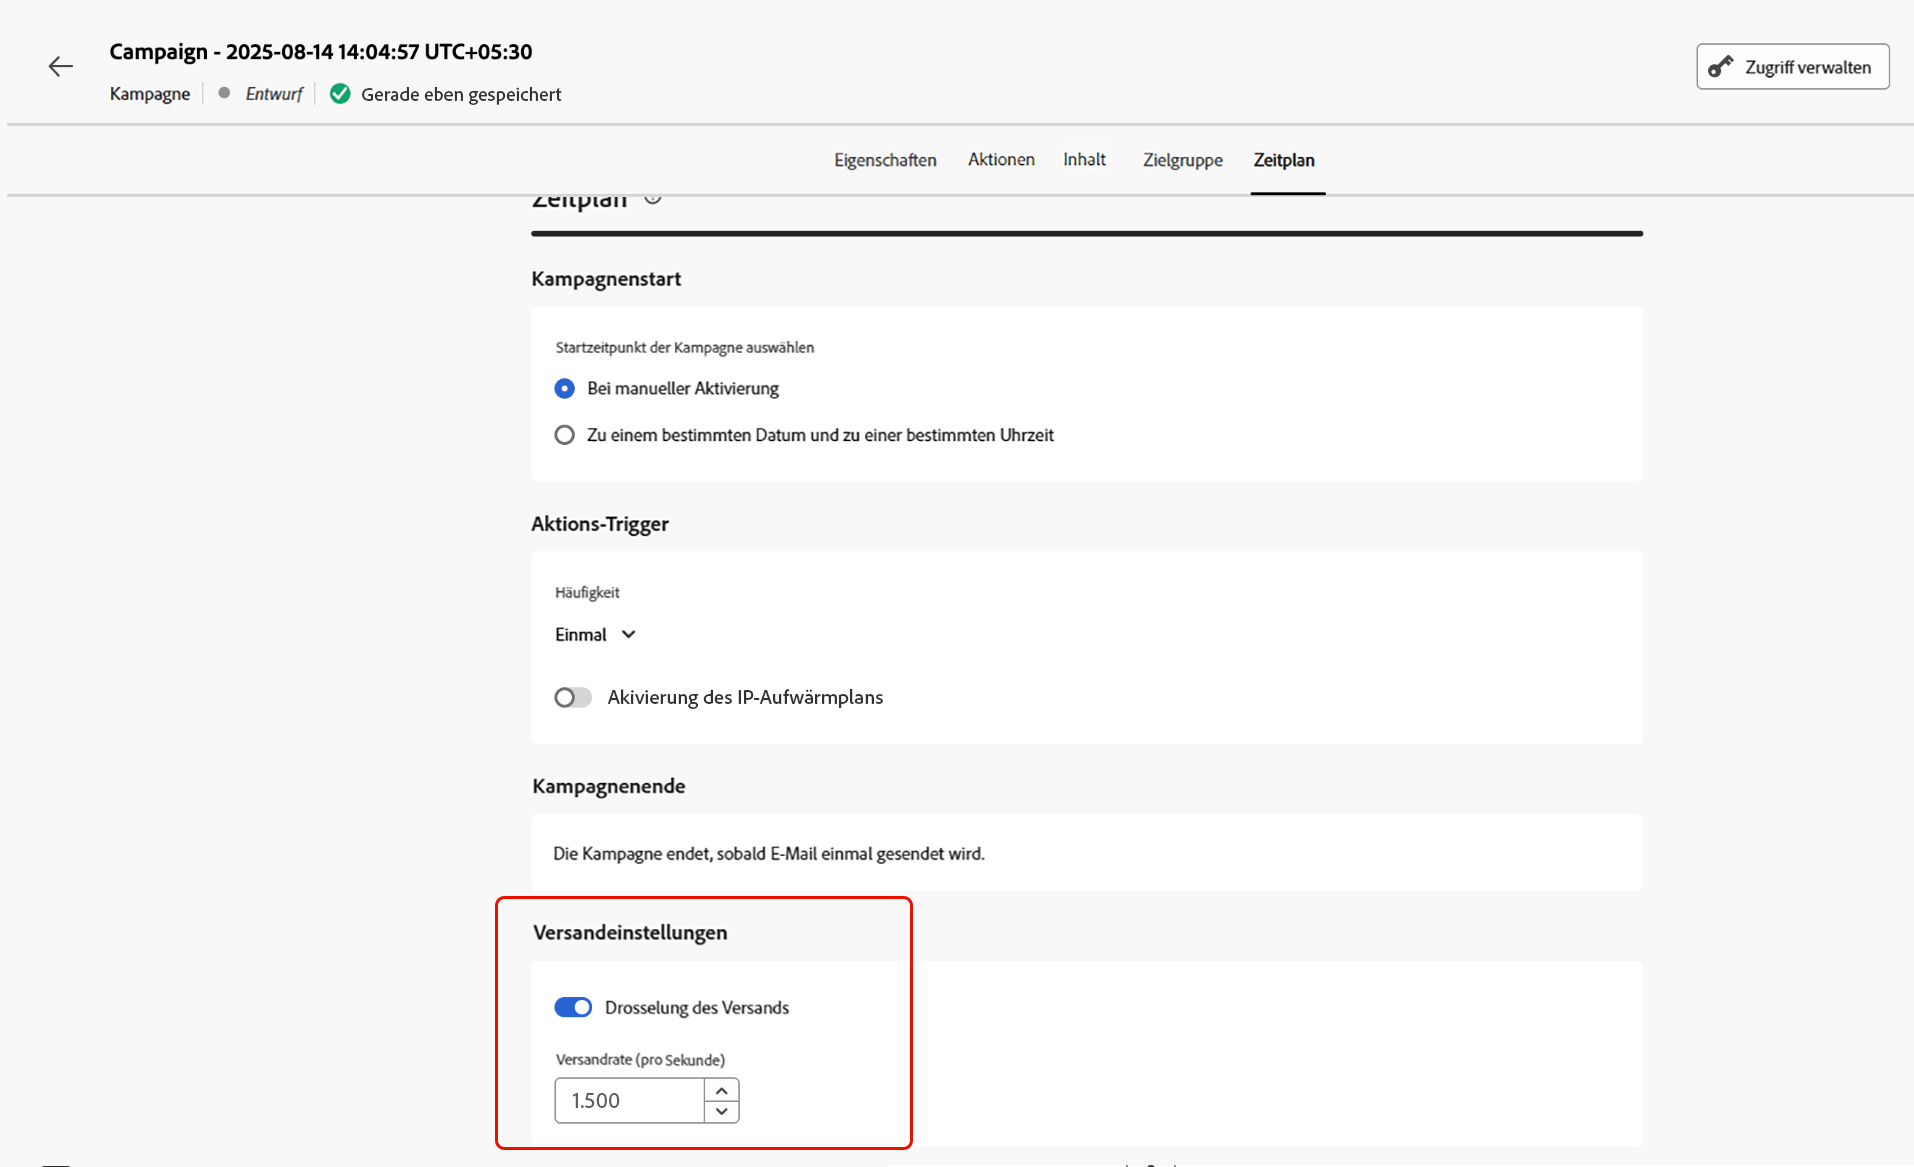 Campaign - 2025-08-14 14:04:57 UTC+05:30
Kampagne
Entwurf
Gerade eben gespeichert
Zugriff verwalten
Eigenschaften
Aktionen
Inhalt
Zielgruppe
Zeitplan
Zeitplan
Kampagnenstart
Startzeitpunkt der Kampagne auswählen
Bei manueller Aktivierung
Zu einem bestimmten Datum und zu einer bestimmten Uhrzeit
Aktions-Trigger
Häufigkeit
Einmal
Akivierung des IP-Aufwärmplans
Kampagnenende
Die Kampagne endet, sobald E-Mail einmal gesendet wird.
Versandeinstellungen
Drosselung des Versands
Versandrate (pro Sekunde)
1.500